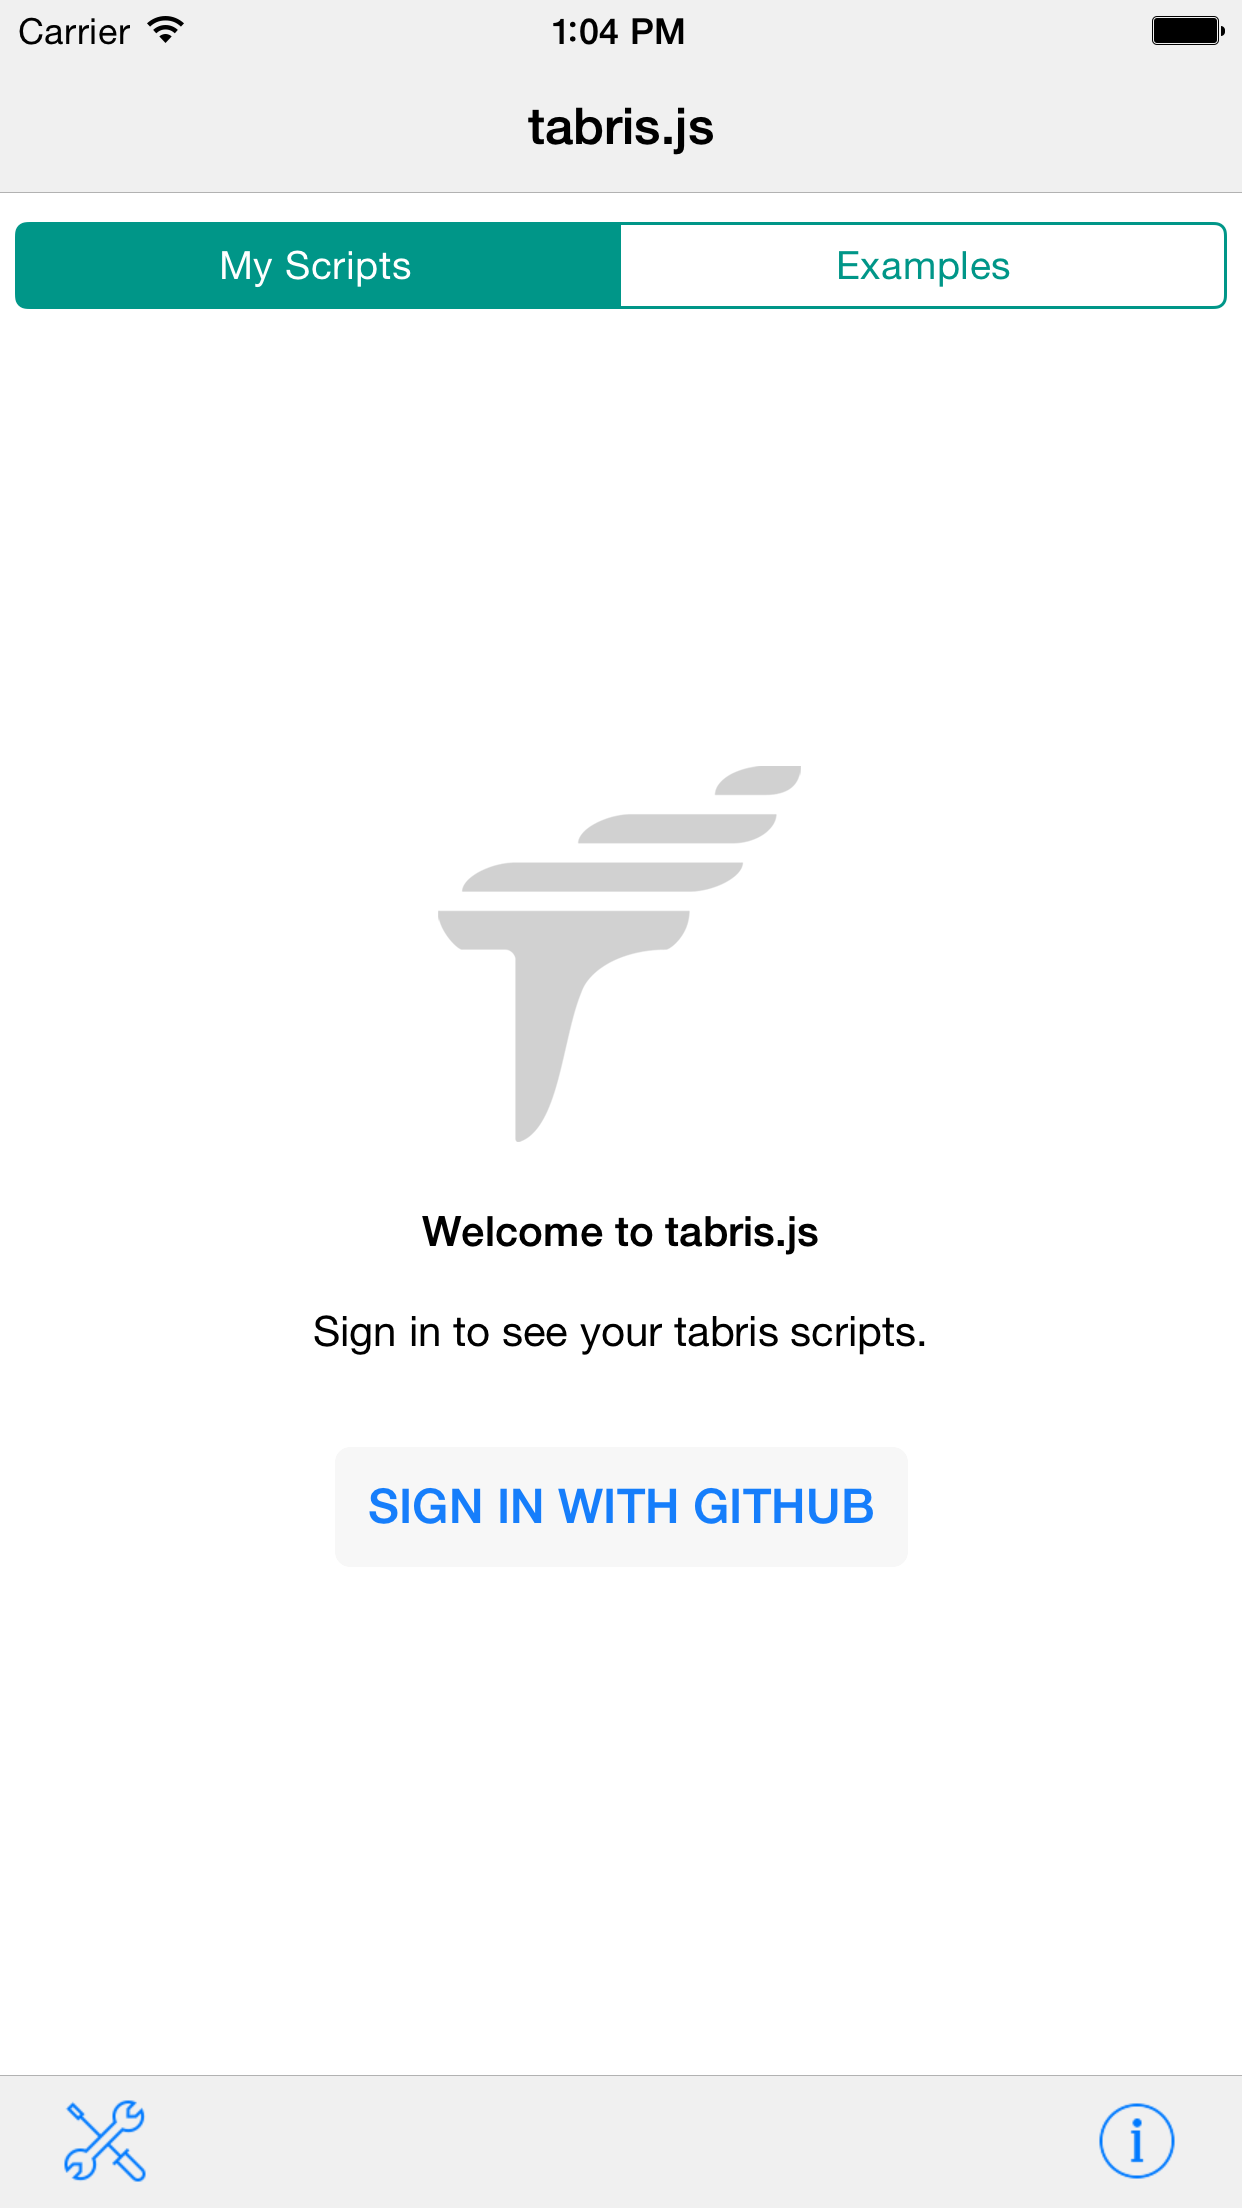 Carrier 1:04 PM
tabris.js
My Scripts Examples
Welcome to tabris.js
Sign in to see your tabris scripts.
SIGN IN WITH GITHUB